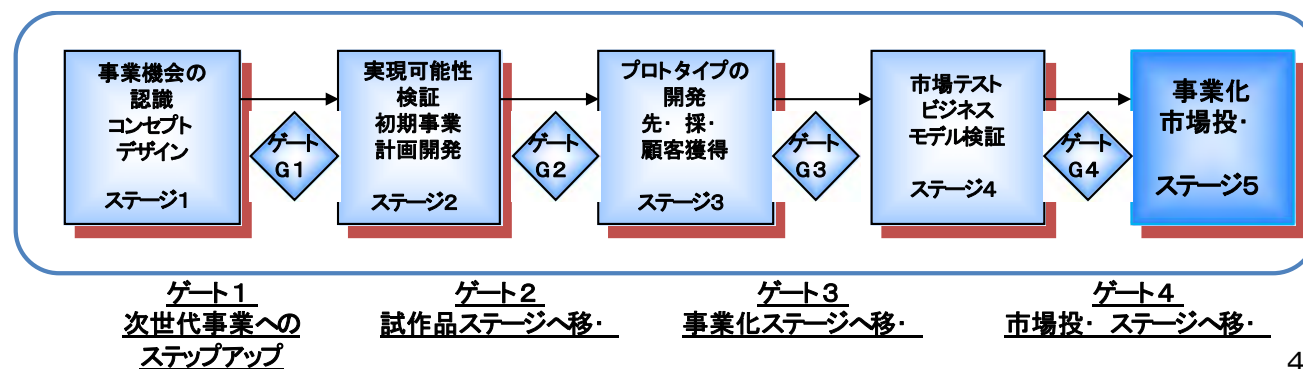 事業機会の
認識
コンセプト
デザイン
ステージ1
ゲート
G1
実現可能性
検証
初期事業
計画開発
ステージ2
ゲート
G2
プロトタイプの
開発
先・採・
顧客獲得
ステージ3
ゲート
G3
市場テスト
ビジネス
モデル検証
ステージ4
ゲート
G4
事業化
市場投・
ステージ5
ゲート1
次世代事業への
ステップアップ
ゲート2
試作品ステージへ移・
ゲート3
事業化ステージへ移・
ゲート4
市場投・ ステージへ移・
4